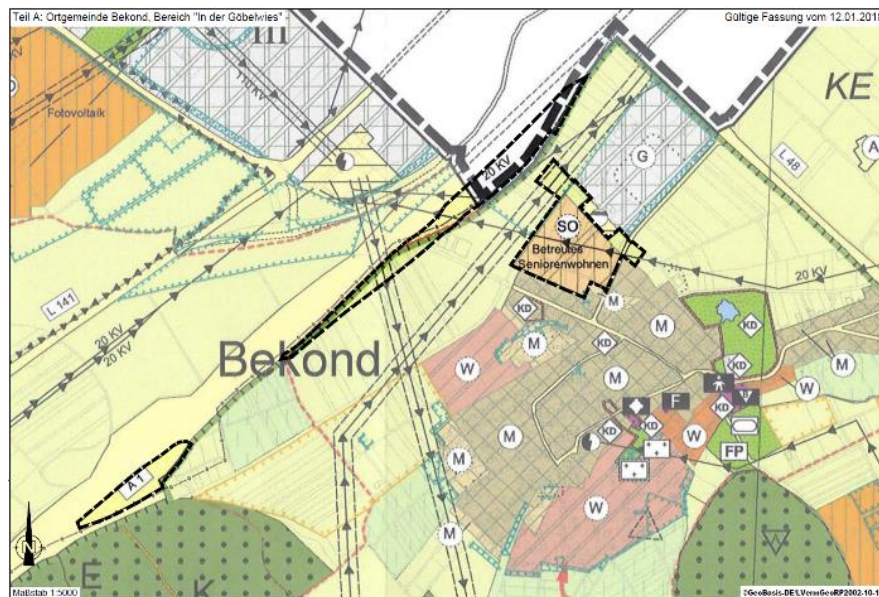 Teil A: Ortgemeinde Bekond, Bereich "In der Göbelwies" -
Gültige Fassung vom 12.01.2018
III
KE
110 KV
Fotovoltaik
20 KV
G
L 48
A
SO
Betreutes
Seniorenwohnen
20 KV
L 141
M
KD
M
KD
20 KV
20 KV
Bekond
KD
M
W
M
KD
M
W
F
KD
M
M
KD
KD
W
FP
A 1
W
M
E
K
Maßstab 1:5000
©GeoBasis-DE/LVermGeoRP2002-10-1